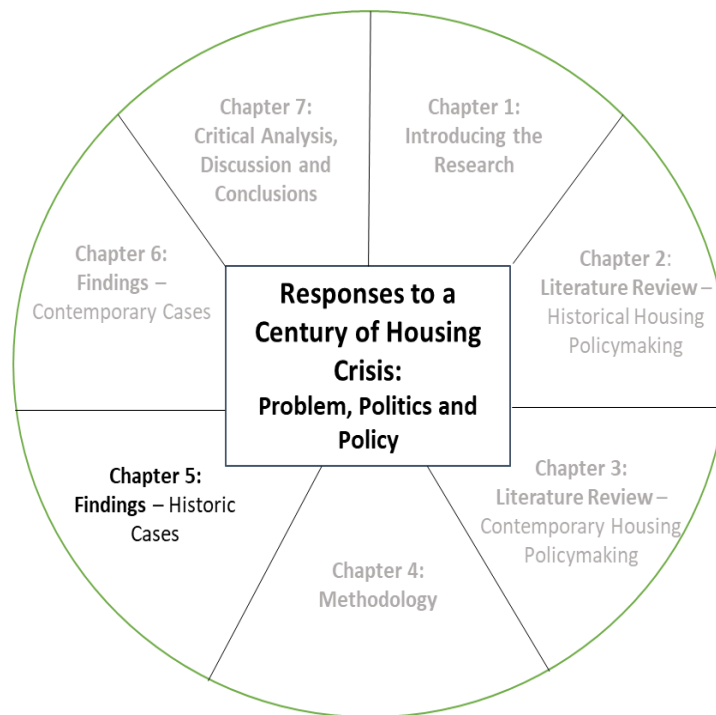 Responses to a
Century of Housing
Crisis:
Problem, Politics and
Policy
Chapter 1:
Introducing the
Research
Chapter 2:
Literature Review –
Historical Housing
Policymaking
Chapter 3:
Literature Review –
Contemporary Housing
Policymaking
Chapter 4:
Methodology
Chapter 5:
Findings – Historic
Cases
Chapter 6:
Findings –
Contemporary Cases
Chapter 7:
Critical Analysis,
Discussion and
Conclusions